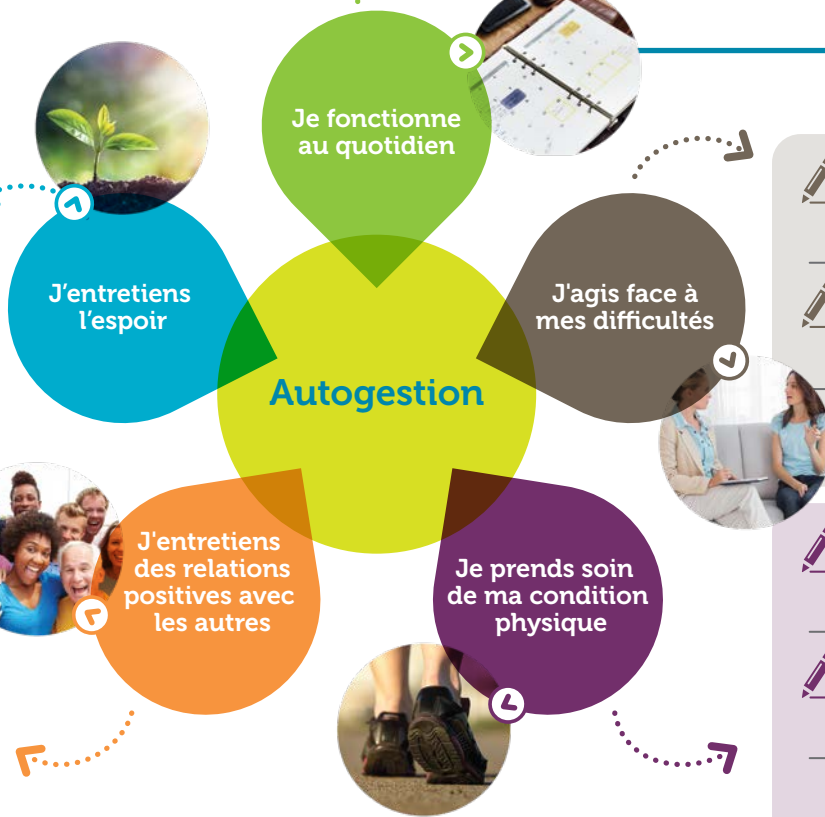 Je fonctionne
au quotidien
J’entretiens
l’espoir
J'agis face à
mes difficultés
Autogestion
J'entretiens
des relations
positives avec
les autres
Je prends soin
de ma condition
physique